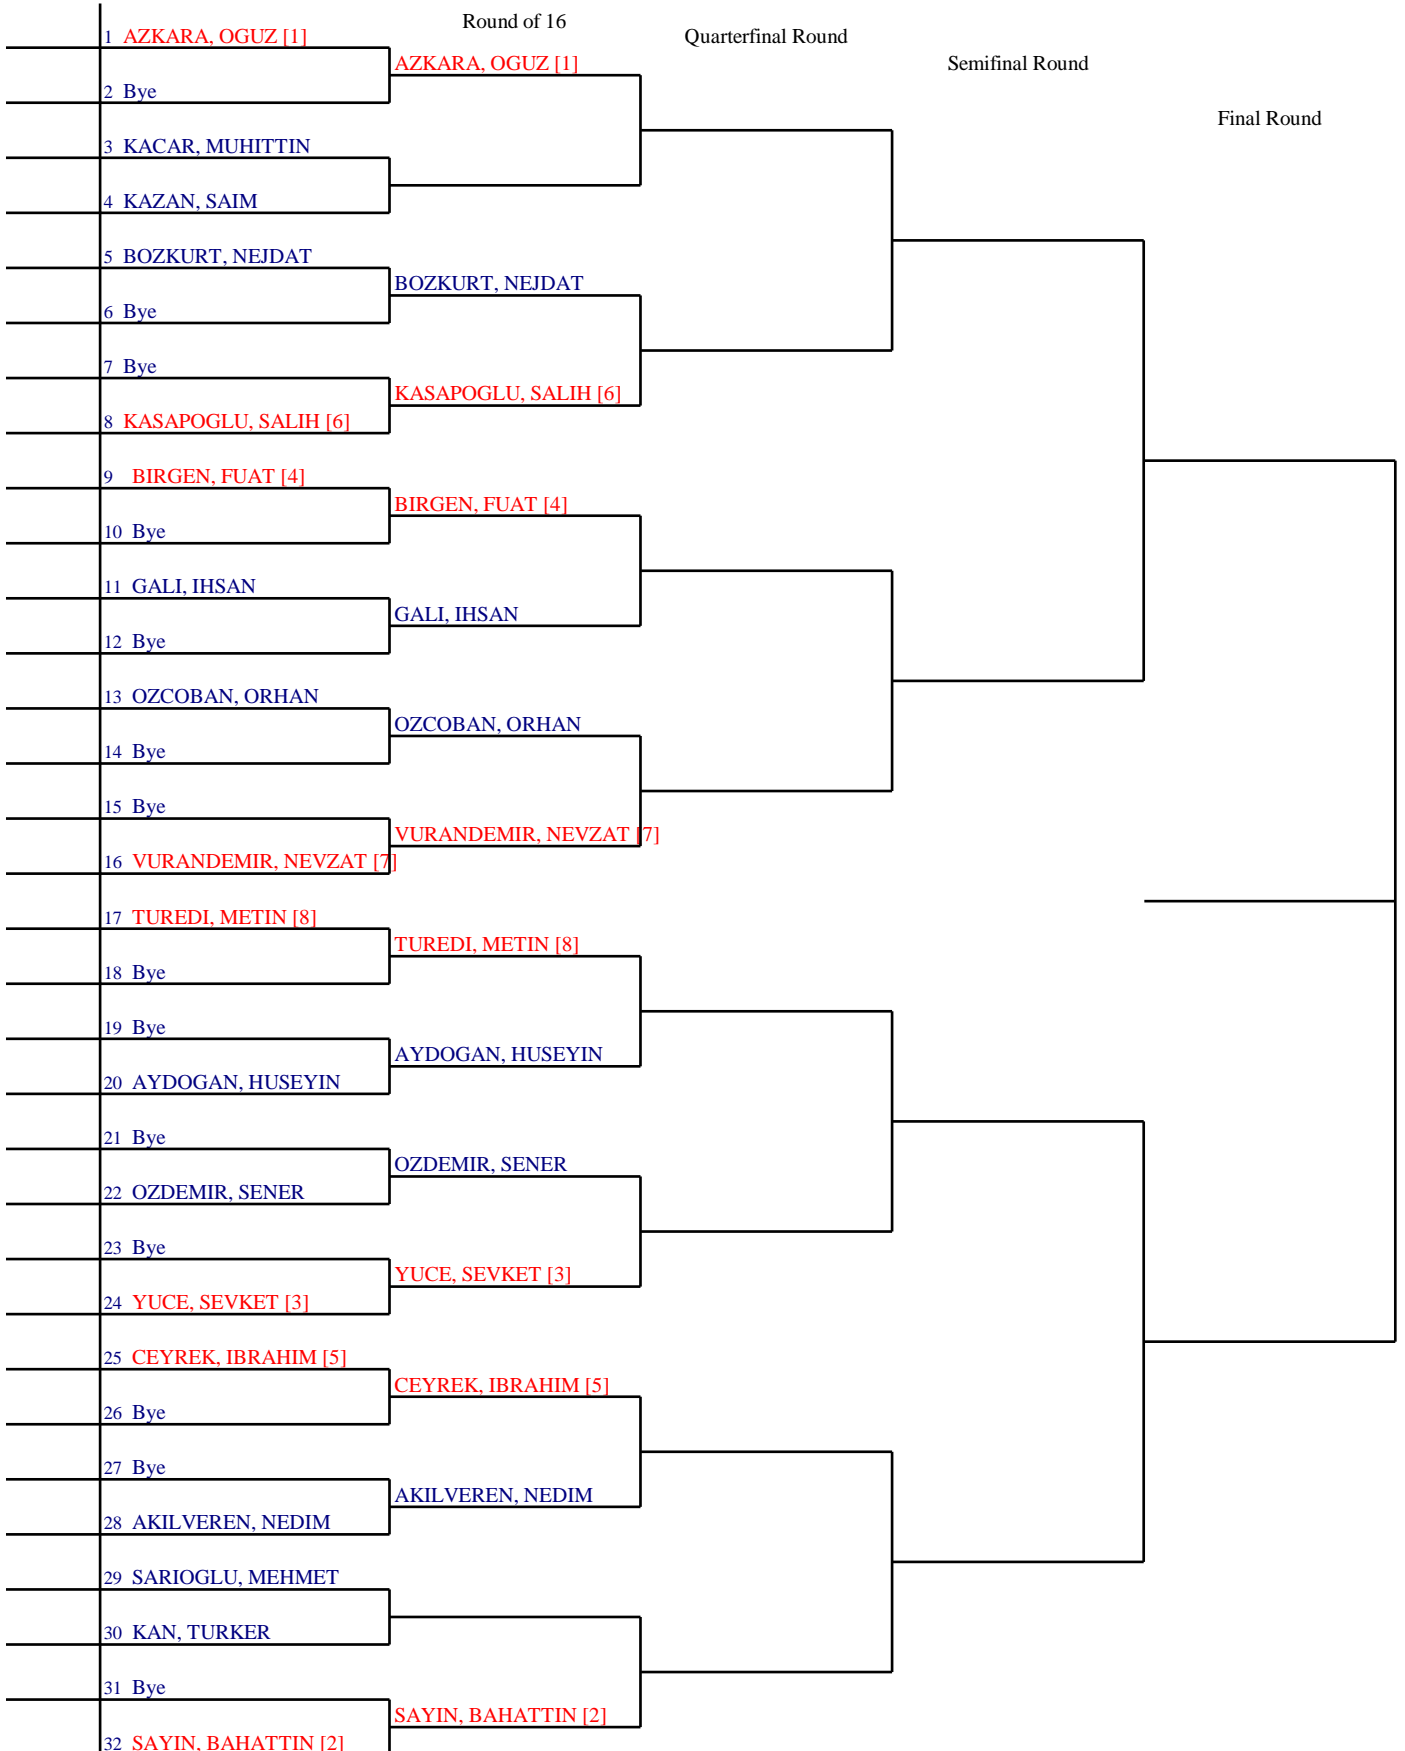 Round of 16
Quarterfinal Round
Semifinal Round
Final Round
1 AZKARA, OGUZ [1]
AZKARA, OGUZ [1]
2 Bye
3 KACAR, MUHITTIN
4 KAZAN, SAIM
5 BOZKURT, NEJDAT
BOZKURT, NEJDAT
6 Bye
7 Bye
KASAPOGLU, SALIH [6]
8 KASAPOGLU, SALIH [6]
9 BIRGEN, FUAT [4]
BIRGEN, FUAT [4]
10 Bye
11 GALI, IHSAN
GALI, IHSAN
12 Bye
13 OZCOBAN, ORHAN
OZCOBAN, ORHAN
14 Bye
15 Bye
VURANDEMIR, NEVZAT [7]
16 VURANDEMIR, NEVZAT [7]
17 TUREDI, METIN [8]
TUREDI, METIN [8]
18 Bye
19 Bye
AYDOGAN, HUSEYIN
20 AYDOGAN, HUSEYIN
21 Bye
OZDEMIR, SENER
22 OZDEMIR, SENER
23 Bye
YUCE, SEVKET [3]
24 YUCE, SEVKET [3]
25 CEYREK, IBRAHIM [5]
CEYREK, IBRAHIM [5]
26 Bye
27 Bye
AKILVEREN, NEDIM
28 AKILVEREN, NEDIM
29 SARIOGLU, MEHMET
30 KAN, TURKER
31 Bye
SAYIN, BAHATTIN [2]
32 SAYIN, BAHATTIN [2]